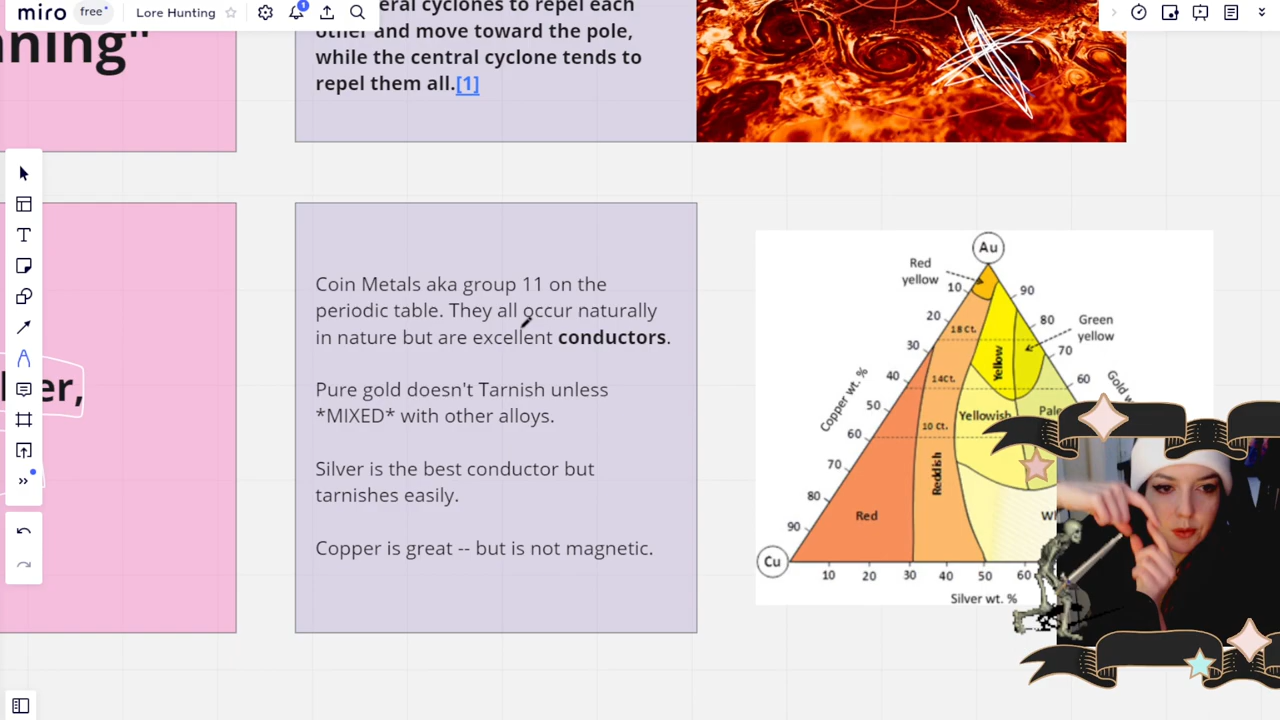 miro free Lore Hunting
1
ning"
cyclones to repel each
other and move toward the pole,
while the central cyclone tends to
repel them all.[1]
er,
Coin Metals aka group 11 on the
periodic table. They all occur naturally
in nature but are excellent conductors.
Pure gold doesn't Tarnish unless
*MIXED* with other alloys.
Silver is the best conductor but
tarnishes easily.
Copper is great -- but is not magnetic.
Au
Red
yellow
10
90
20
80
Green
yellow
18 Ct.
30
70
Yellow
40
14Ct.
60
Copper wt. %
Gold
50
Yellowish
Pale
10 Ct.
60
70
Reddish
80
Red
90
Cu
10 20 30 40 50 60
Silver wt. %